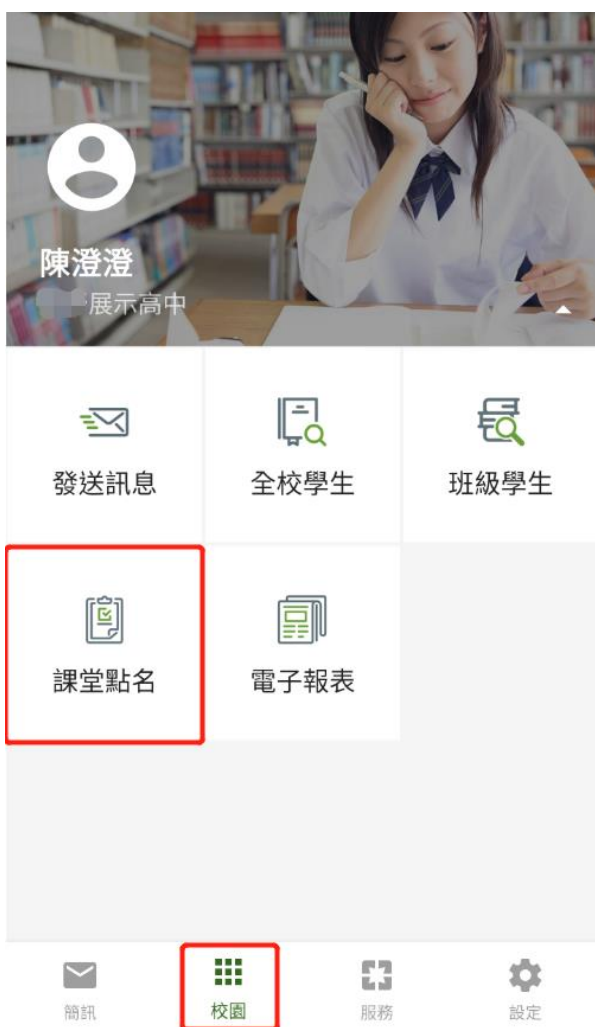 陳澄澄
展示高中
發送訊息
全校學生
班級學生
課堂點名
電子報表
簡訊
校園
服務
設定